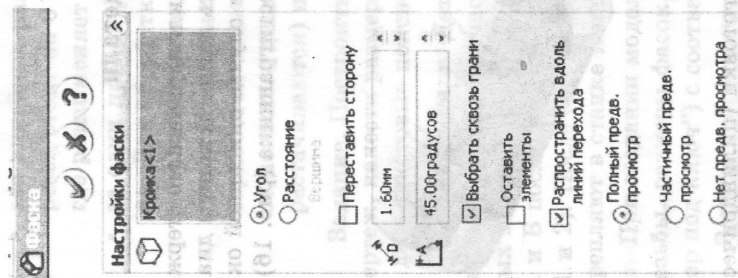 Фаска
Настройки фаски
Кромка<1>
Угол
Расстояние
Вершина
Переставить сторону
1.60мм
45.00градусов
Выбрать сквозь грани
Оставить
элементы
Распространить вдоль
линий перехода
Полный предв.
просмотр
Частичный предв.
просмотр
Нет предв. просмотра